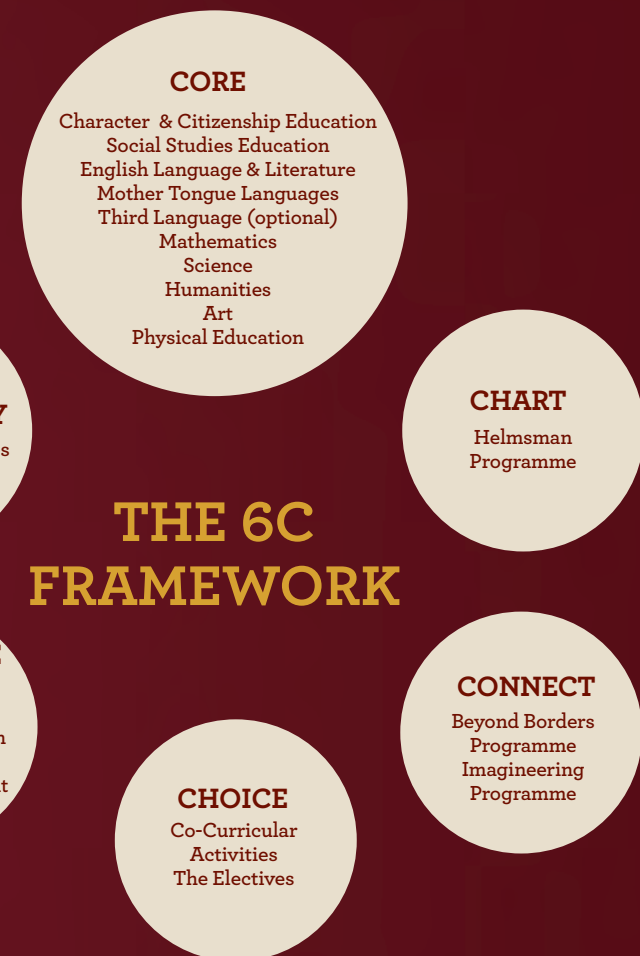 CORE
Character & Citizenship Education
Social Studies Education
English Language & Literature
Mother Tongue Languages
Third Language (optional)
Mathematics
Science
Humanities
Art
Physical Education
CHART
Helmsman
Programme
THE 6C
FRAMEWORK
CONNECT
Beyond Borders
Programme
Imagineering
Programme
CHOICE
Co-Curricular
Activities
The Electives